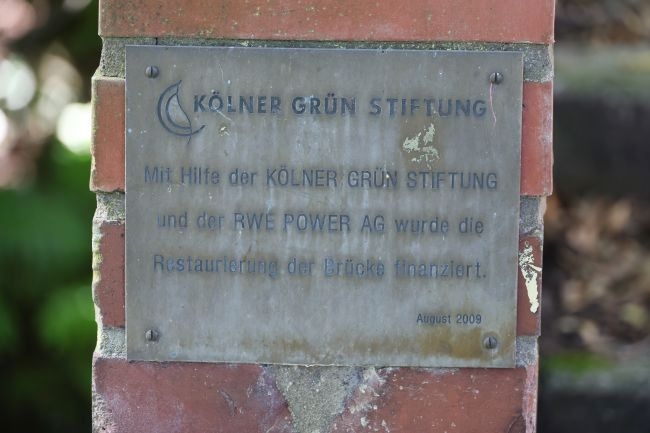 KÖLNER GRÜN STIFTUNG
Mit Hilfe der KÖLNER GRÜN STIFTUNG
und der RWE POWER AG wurde die
Restaurierung der Brücke finanziert.
August 2009